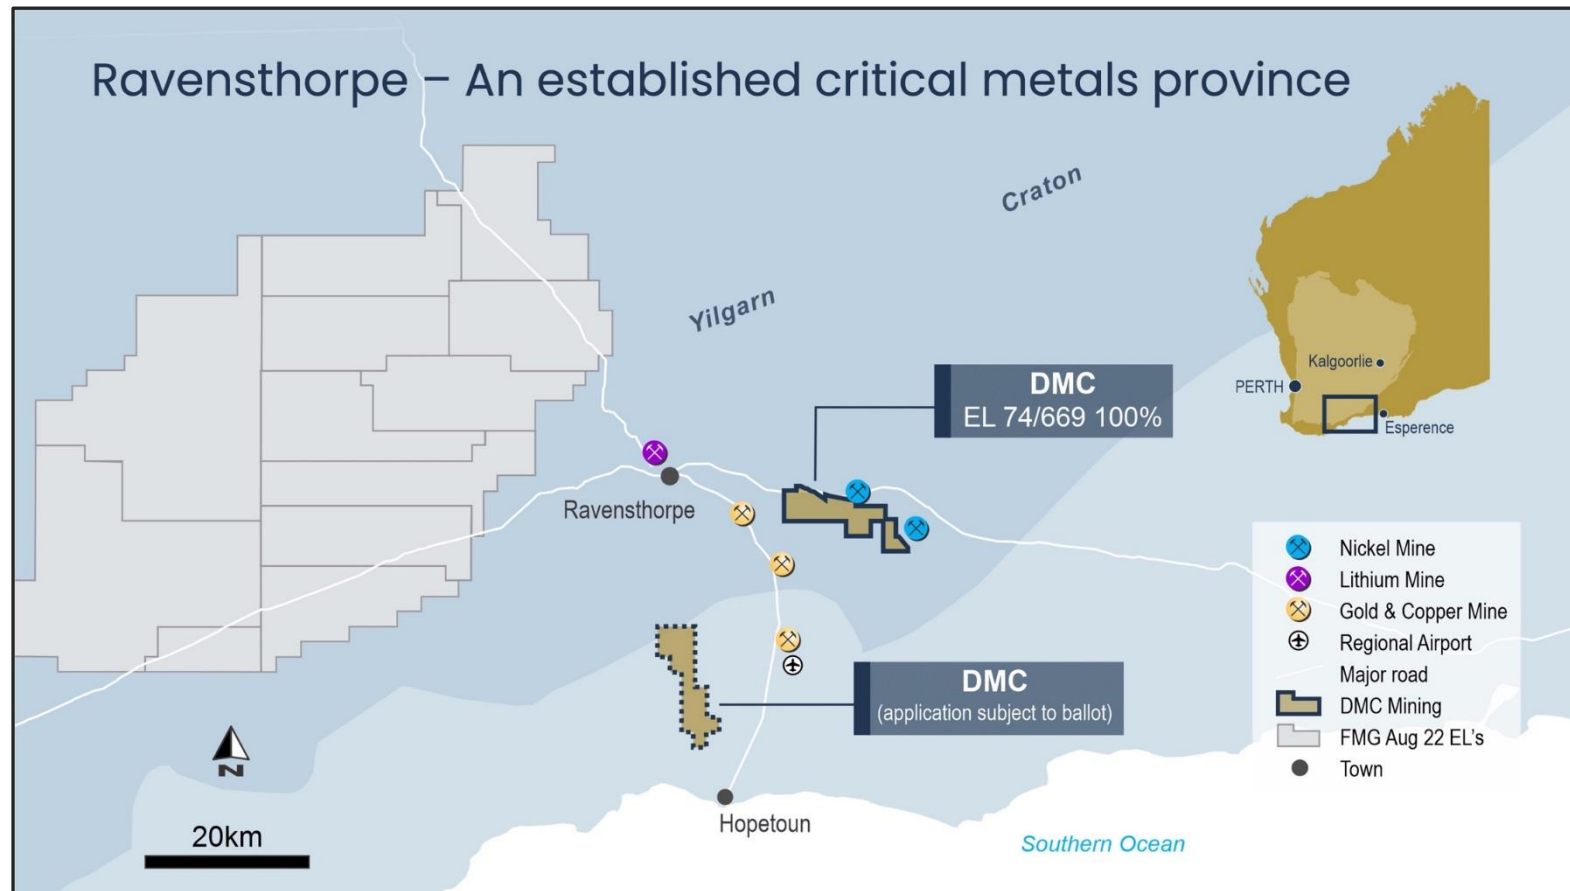 Ravensthorpe – An established critical metals province
Craton
Yilgarn
DMC
EL 74/669 100%
Kalgoorlie
PERTH
Esperence
Ravensthorpe
Nickel Mine
Lithium Mine
Gold & Copper Mine
Regional Airport
Major road
DMC Mining
FMG Aug 22 EL's
Town
DMC
(application subject to ballot)
N
20km
Hopetoun
Southern Ocean